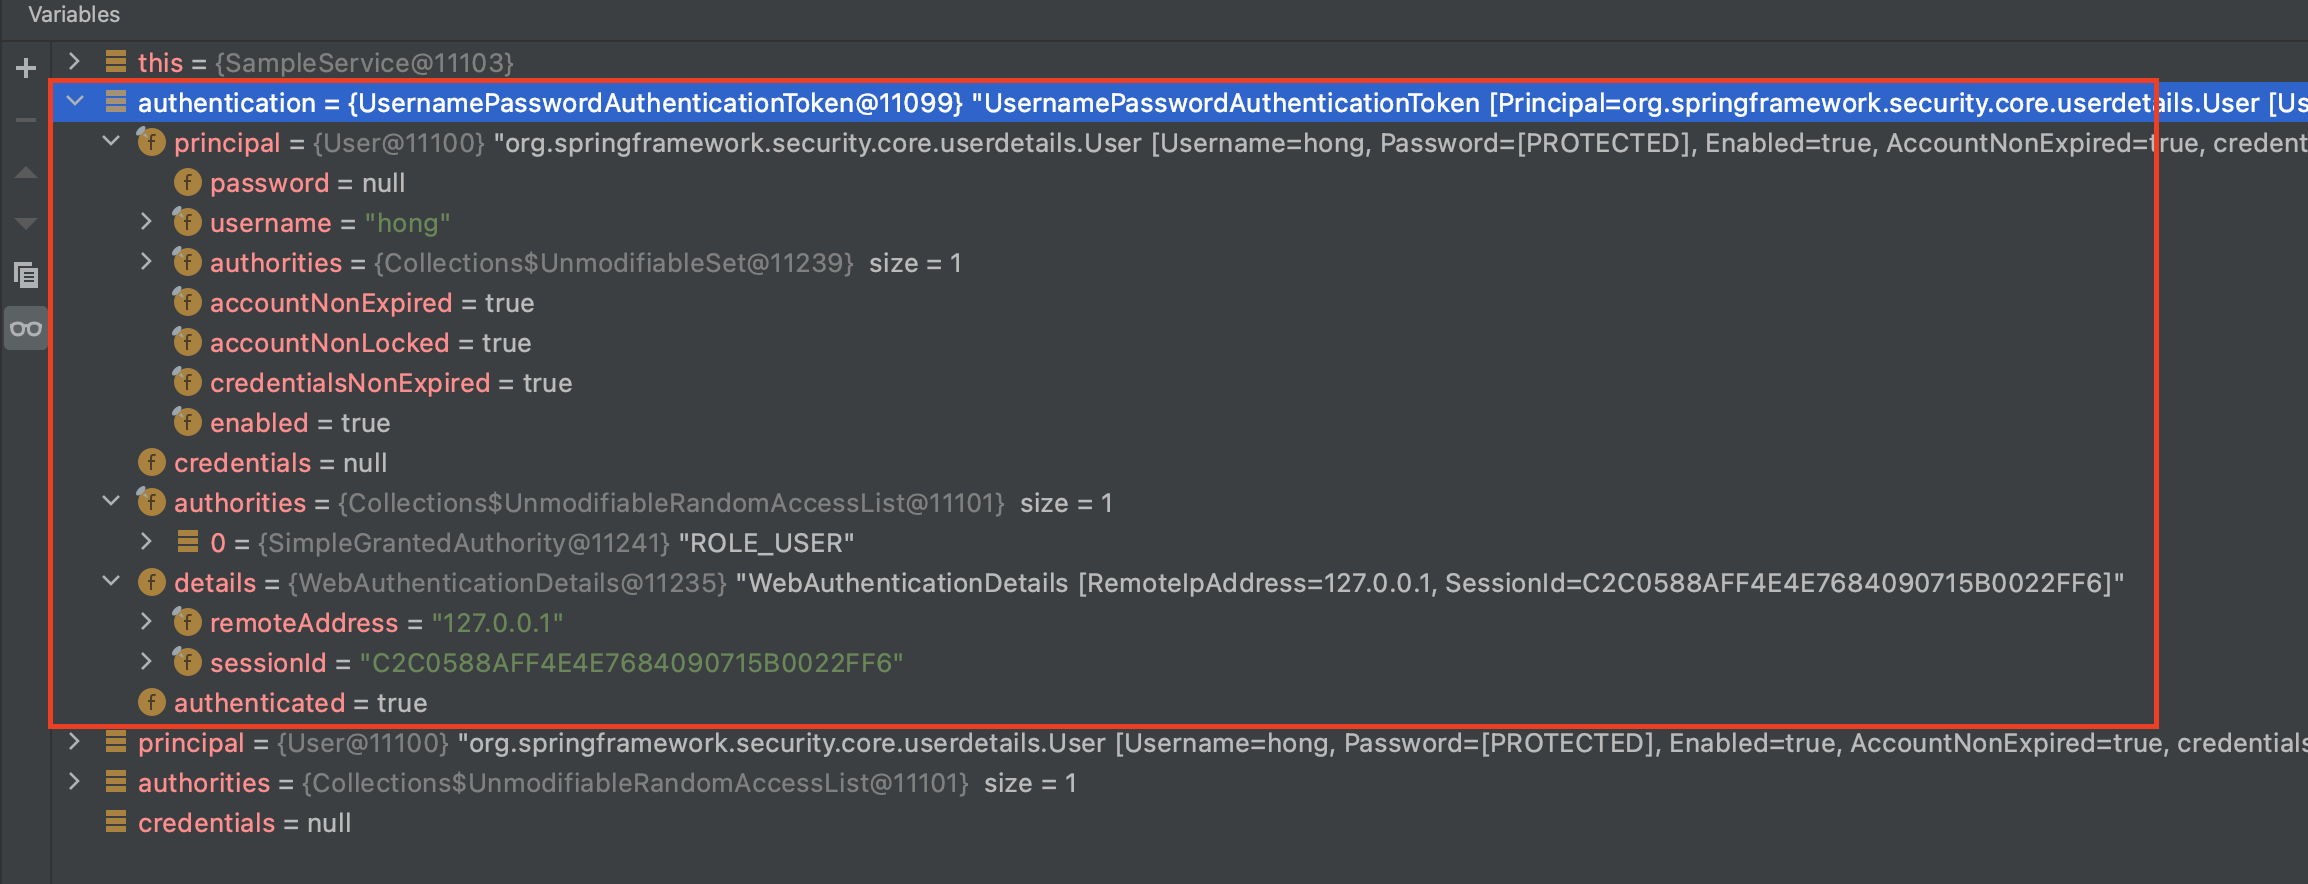 Variables
this = {SampleService@11103}
authentication = {UsernamePasswordAuthenticationToken@11099} "UsernamePasswordAuthenticationToken [Principal=org.springframework.security.core.userdetails.User [Us
f principal = {User@11100} "org.springframework.security.core.userdetails.User [Username=hong, Password=[PROTECTED], Enabled=true, AccountNonExpired=true, credent
f password = null
f username = "hong"
f authorities = {Collections$UnmodifiableSet@11239} size = 1
f accountNonExpired = true
f accountNonLocked = true
f credentialsNonExpired = true
f enabled = true
f credentials = null
f authorities = {Collections$UnmodifiableRandomAccessList@11101} size = 1
0 = {SimpleGrantedAuthority@11241} "ROLE_USER"
f details = {WebAuthenticationDetails@11235} "WebAuthenticationDetails [RemoteIpAddress=127.0.0.1, SessionId=C2C0588AFF4E4E7684090715B0022FF6]"
f remoteAddress = "127.0.0.1"
f sessionId = "C2C0588AFF4E4E7684090715B0022FF6"
f authenticated = true
principal = {User@11100} "org.springframework.security.core.userdetails.User [Username=hong, Password=[PROTECTED], Enabled=true, AccountNonExpired=true, credentials
authorities = {Collections$UnmodifiableRandomAccessList@11101} size = 1
credentials = null